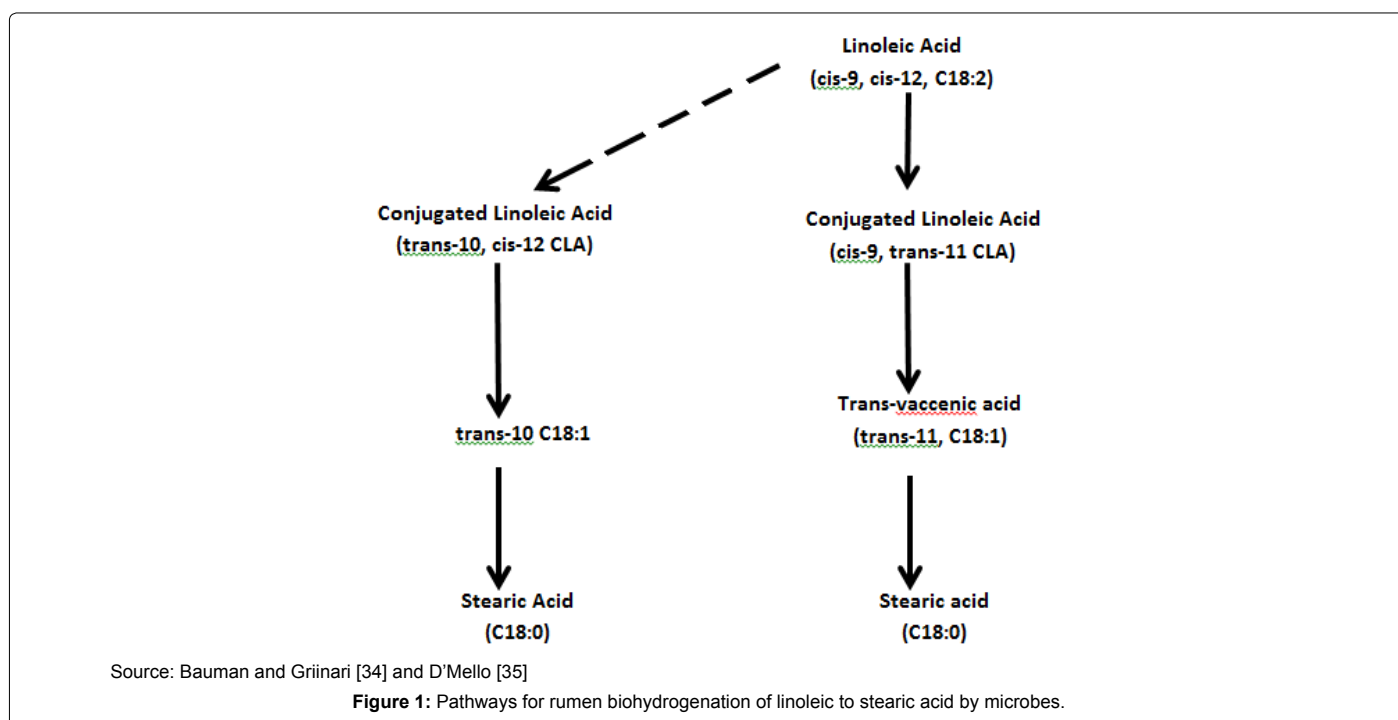 Linoleic Acid
(cis-9, cis-12, C18:2)
Conjugated Linoleic Acid
(trans-10, cis-12 CLA)
Conjugated Linoleic Acid
(cis-9, trans-11 CLA)
trans-10 C18:1
Trans-vaccenic acid
(trans-11, C18:1)
Stearic Acid
(C18:0)
Stearic acid
(C18:0)
Source: Bauman and Griinari [34] and D’Mello [35]
Figure 1: Pathways for rumen biohydrogenation of linoleic to stearic acid by microbes.